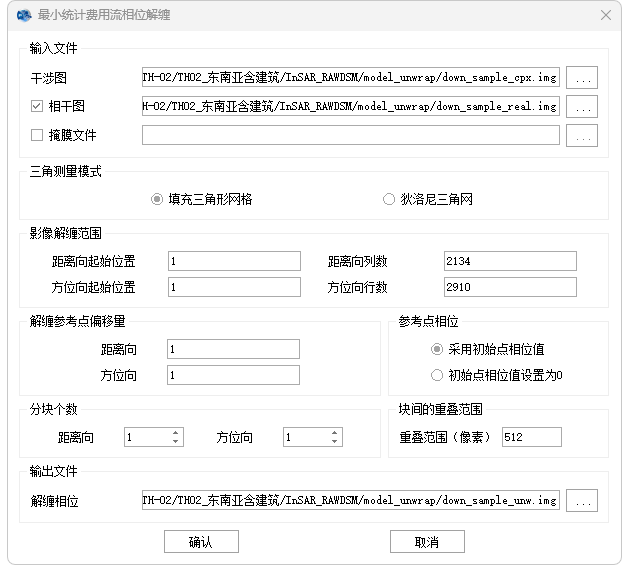 最小统计费用流相位解缠
输入文件
干涉图 TH-02/TH02_东南亚含建筑/InSAR_RAWDSM/model_unwrap/down_sample_cpx.img ...
相干图 H-02/TH02_东南亚含建筑/InSAR_RAWDSM/model_unwrap/down_sample_real.img ...
掩膜文件 ...
三角测量模式
填充三角形网格 狄洛尼三角网
影像解缠范围
距离向起始位置 1 距离向列数 2134
方位向起始位置 1 方位向行数 2910
解缠参考点偏移量 参考点相位
距离向 1 采用初始点相位值
方位向 1 初始点相位值设置为0
分块个数 块间的重叠范围
距离向 1 方位向 1 重叠范围（像素） 512
输出文件
解缠相位 TH-02/TH02_东南亚含建筑/InSAR_RAWDSM/model_unwrap/down_sample_unw.img ...
确认 取消